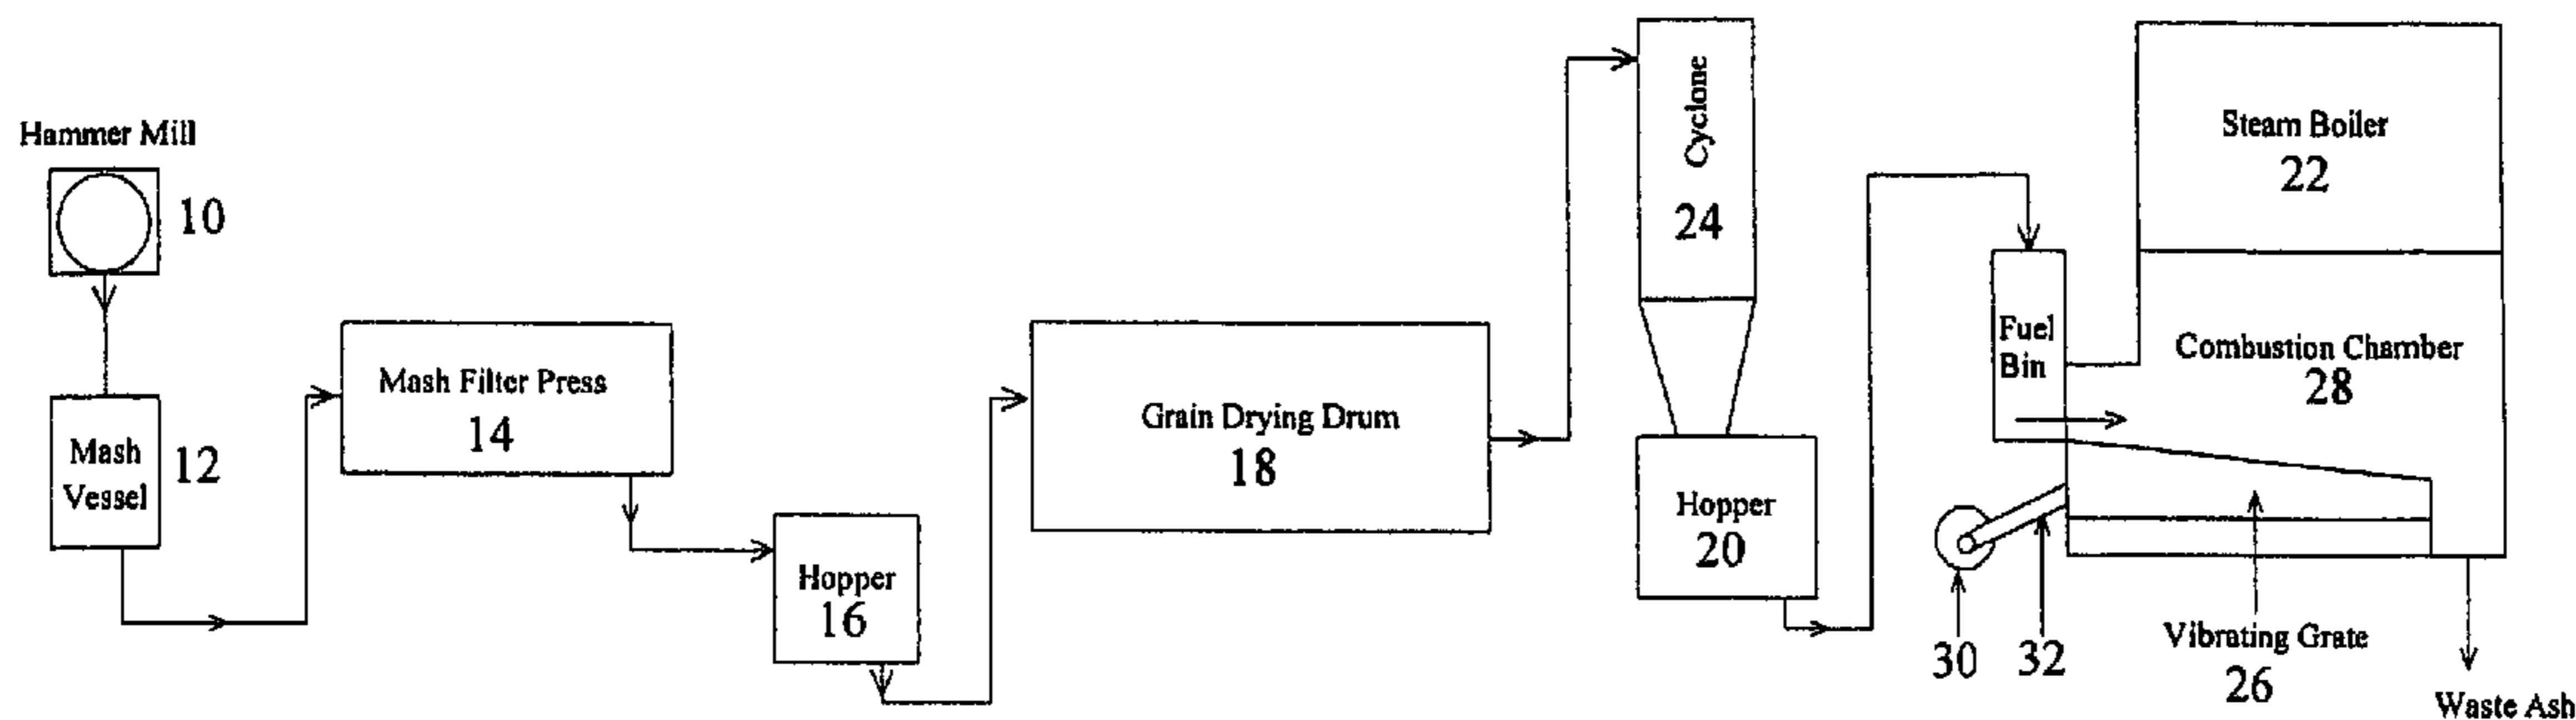 Hammer Mill
10
Mash
Vessel
12
Mash Filter Press
14
Hopper
16
Grain Drying Drum
18
Cyclone
24
Hopper
20
Fuel
Bin
Steam Boiler
22
Combustion Chamber
28
30
32
Vibrating Grate
26
Waste Ash